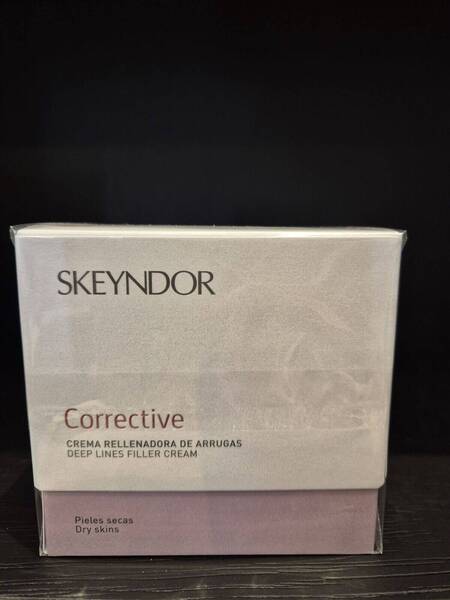 SKEYNDOR
Corrective
CREMA RELLENADORA DE ARRUGAS
DEEP LINES FILLER CREAM
Pieles secas
Dry skins